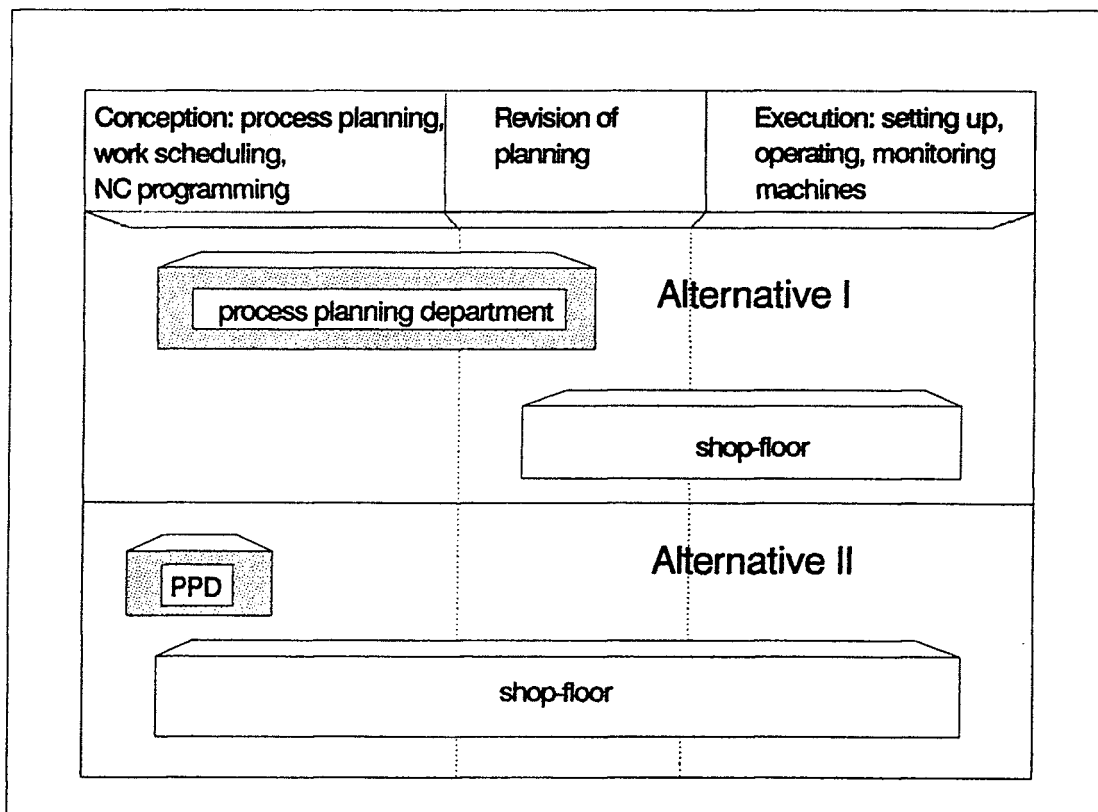 Conception: process planning,
work scheduling,
NC programming
Revision of
planning
Execution: setting up,
operating, monitoring
machines
process planning department
Alternative I
shop-floor
PPD
Alternative II
shop-floor